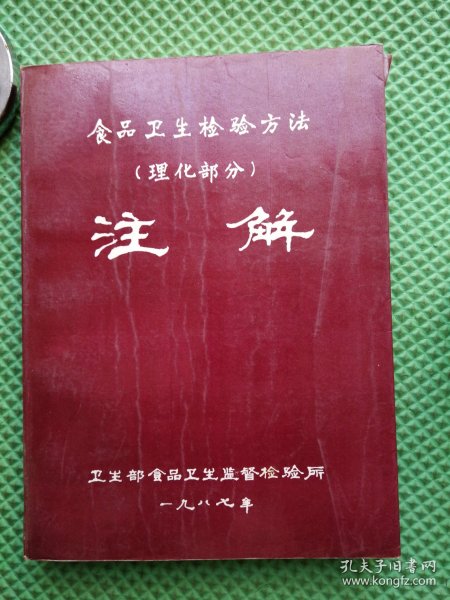 食品卫生检验方法
（理化部分）
注 解
卫生部食品卫生监督检验所
一九八七年
孔夫子旧书网
www.kongfz.com